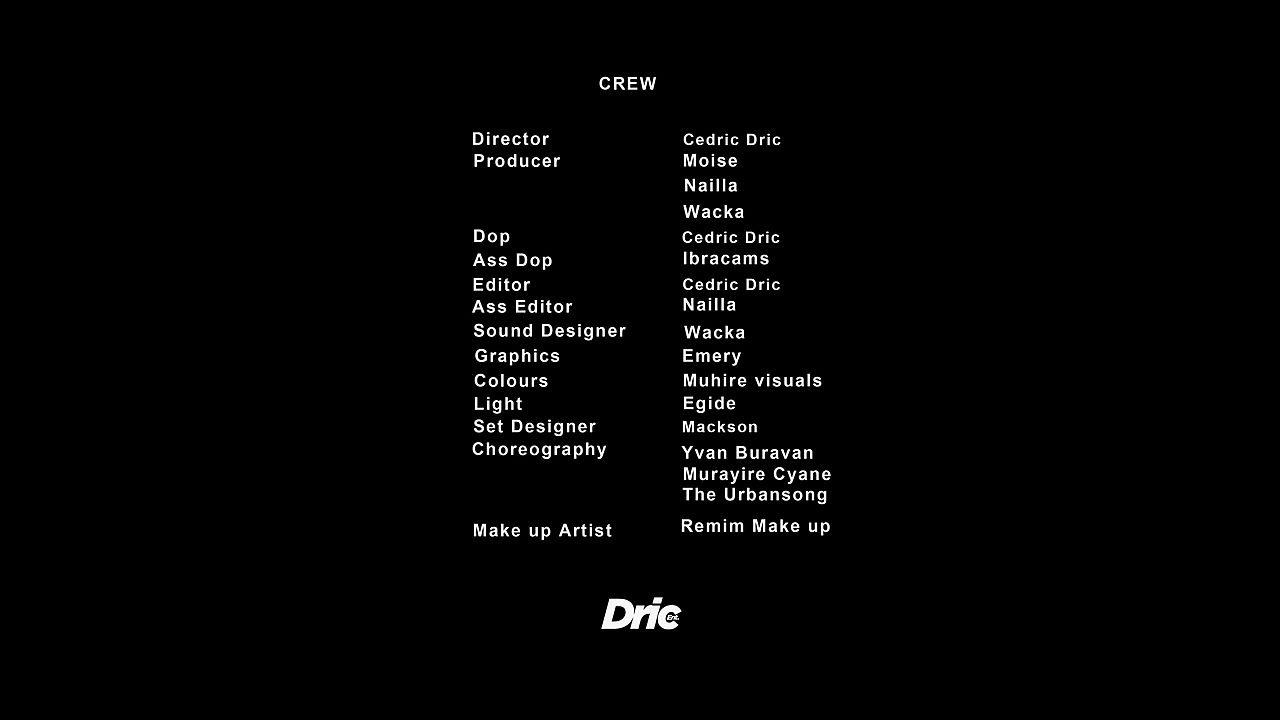 CREW
Director Cedric Dric
Producer Moise
Nailla
Wacka
Dop Cedric Dric
Ass Dop Ibracams
Editor Cedric Dric
Ass Editor Nailla
Sound Designer Wacka
Graphics Emery
Colours Muhire visuals
Light Egide
Set Designer Mackson
Choreography Yvan Buravan
Murayire Cyane
The Urbansong
Make up Artist Remim Make up
Dric Ent.